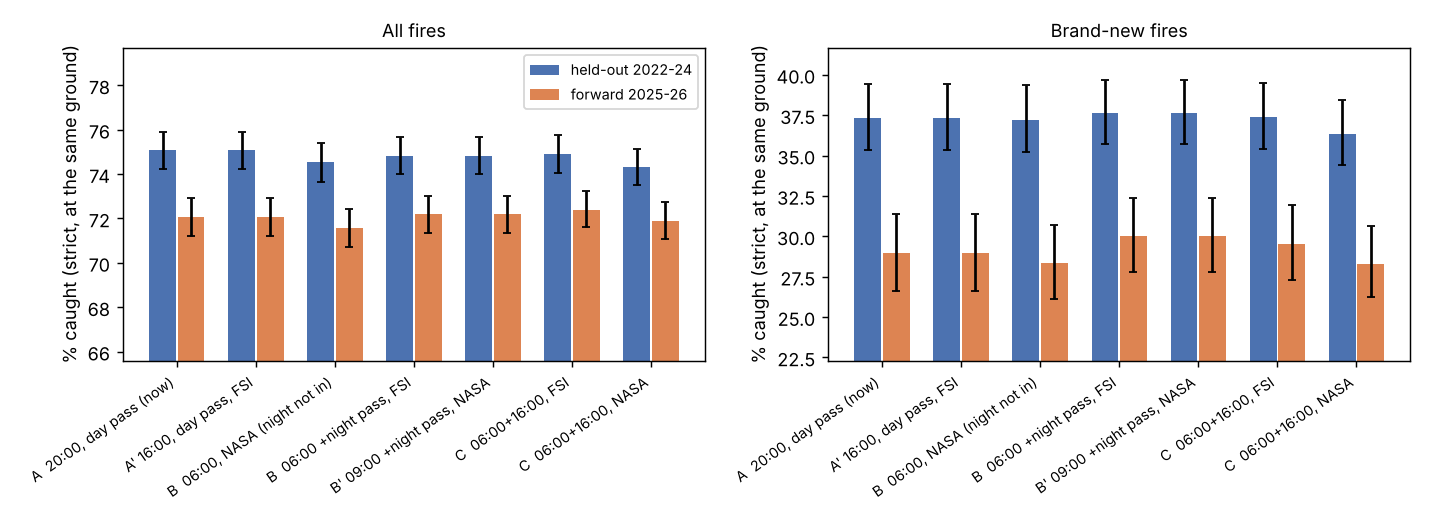 All fires
% caught (strict, at the same ground)
78
76
74
72
70
68
66
held-out 2022-24
forward 2025-26
A  20:00, day pass (now)
A' 16:00, day pass, FSI
B  06:00, NASA (night not in)
B  06:00 +night pass, FSI
B' 09:00 +night pass, NASA
C  06:00+16:00, FSI
C  06:00+16:00, NASA
Brand-new fires
% caught (strict, at the same ground)
40.0
37.5
35.0
32.5
30.0
27.5
25.0
22.5
A  20:00, day pass (now)
A' 16:00, day pass, FSI
B  06:00, NASA (night not in)
B  06:00 +night pass, FSI
B' 09:00 +night pass, NASA
C  06:00+16:00, FSI
C  06:00+16:00, NASA